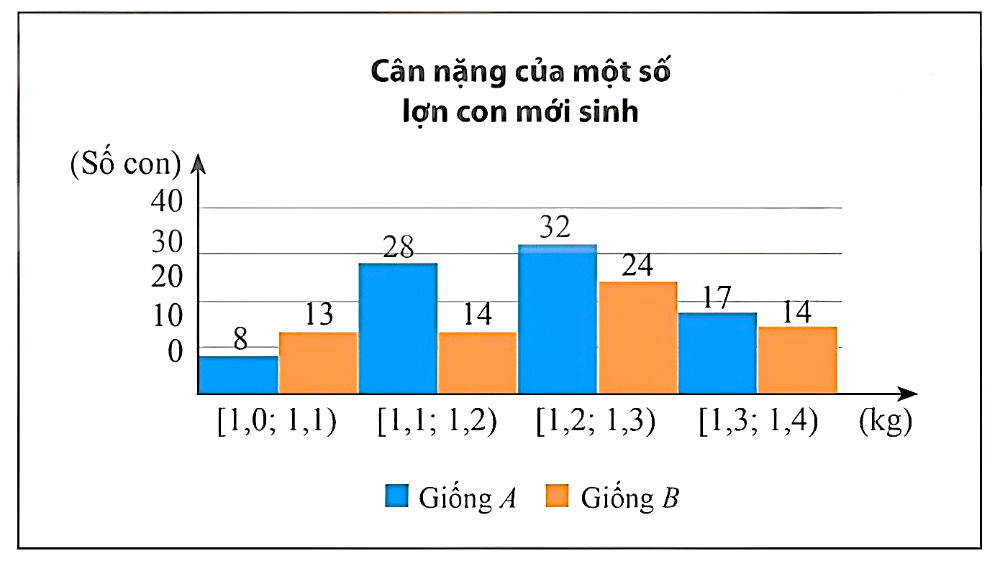 Cân nặng của một số
lợn con mới sinh
(Số con)
40
30
20
10
0
8
13
28
14
32
24
17
14
[1,0; 1,1)
[1,1; 1,2)
[1,2; 1,3)
[1,3; 1,4)
(kg)
Giống A
Giống B